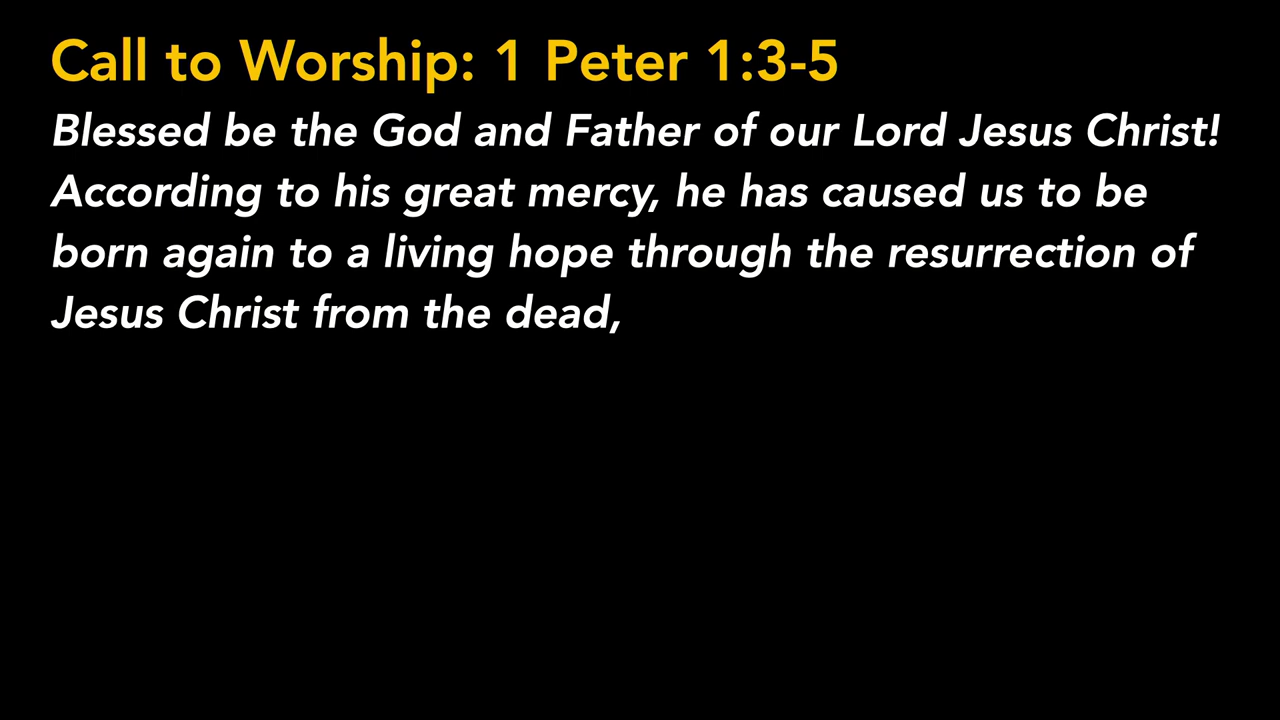 Call to Worship: 1 Peter 1:3-5
Blessed be the God and Father of our Lord Jesus Christ!
According to his great mercy, he has caused us to be
born again to a living hope through the resurrection of
Jesus Christ from the dead,